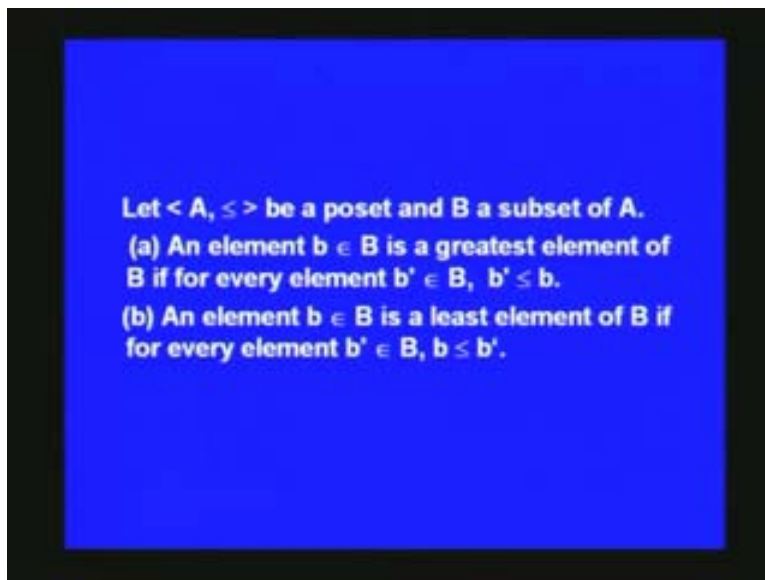 Let < A, ≤ > be a poset and B a subset of A.
(a) An element b ∈ B is a greatest element of
B if for every element b' ∈ B, b' ≤ b.
(b) An element b ∈ B is a least element of B if
for every element b' ∈ B, b ≤ b'.